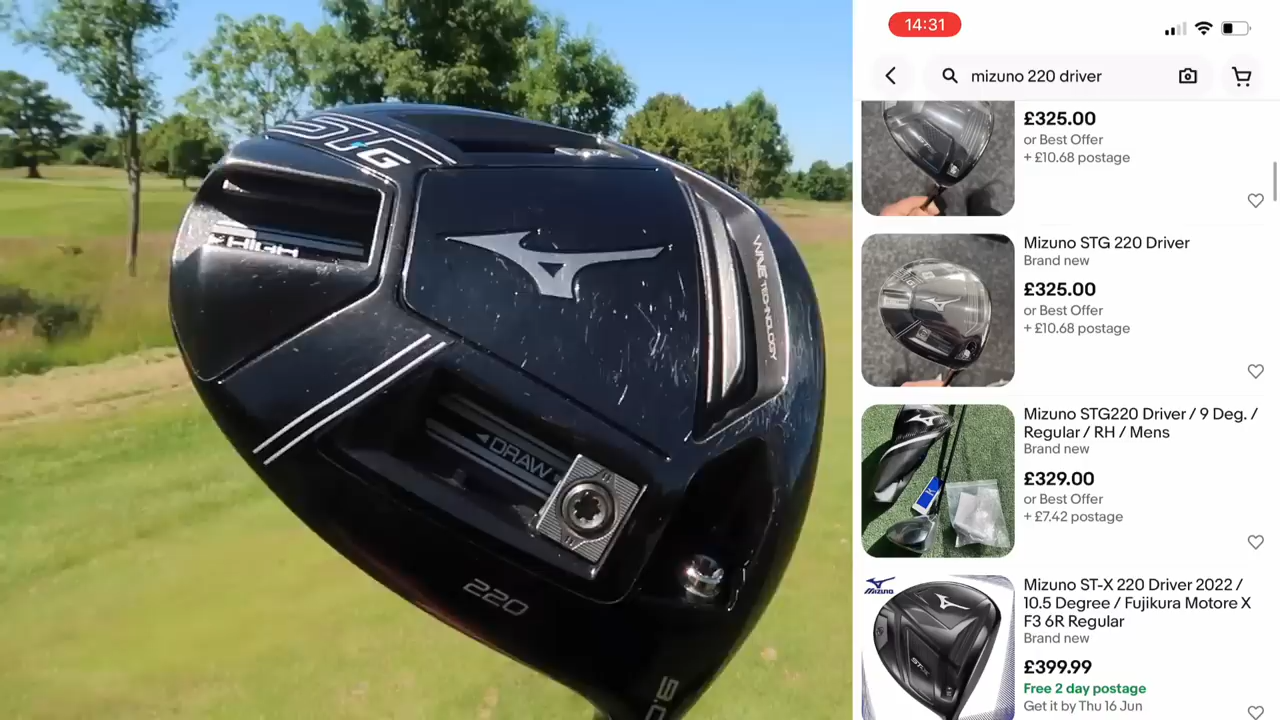 STG
HIGH
WAVE TECHNOLOGY
DRAW
220
9.0
14:31
mizuno 220 driver
£325.00
or Best Offer
+ £10.68 postage
Mizuno STG 220 Driver
Brand new
£325.00
or Best Offer
+ £10.68 postage
Mizuno STG220 Driver / 9 Deg. /
Regular / RH / Mens
Brand new
£329.00
or Best Offer
+ £7.42 postage
MIZUNO
Mizuno ST-X 220 Driver 2022 /
10.5 Degree / Fujikura Motore X
F3 6R Regular
Brand new
£399.99
Free 2 day postage
Get it by Thu 16 Jun